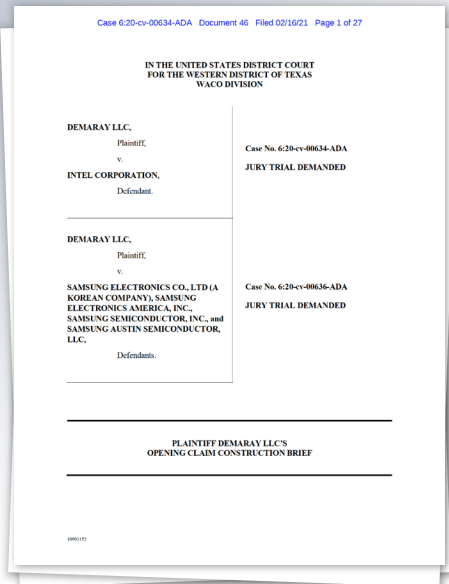 Case 6:20-cv-00634-ADA Document 46 Filed 02/16/21 Page 1 of 27
IN THE UNITED STATES DISTRICT COURT
FOR THE WESTERN DISTRICT OF TEXAS
WACO DIVISION
DEMARAY LLC,
Plaintiff,
v.
INTEL CORPORATION,
Defendant.
Case No. 6:20-cv-00634-ADA
JURY TRIAL DEMANDED
DEMARAY LLC,
Plaintiff,
v.
SAMSUNG ELECTRONICS CO., LTD (A
KOREAN COMPANY), SAMSUNG
ELECTRONICS AMERICA, INC.,
SAMSUNG SEMICONDUCTOR, INC., and
SAMSUNG AUSTIN SEMICONDUCTOR,
LLC,
Defendants.
Case No. 6:20-cv-00636-ADA
JURY TRIAL DEMANDED
PLAINTIFF DEMARAY LLC'S
OPENING CLAIM CONSTRUCTION BRIEF
10903152